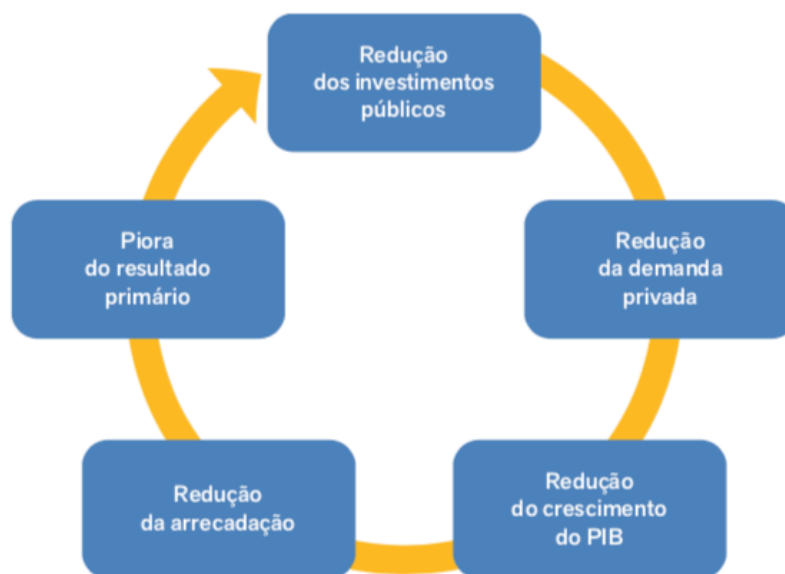 Redução
dos investimentos
públicos
Redução
da demanda
privada
Redução
do crescimento
do PIB
Redução
da arrecadação
Piora
do resultado
primário